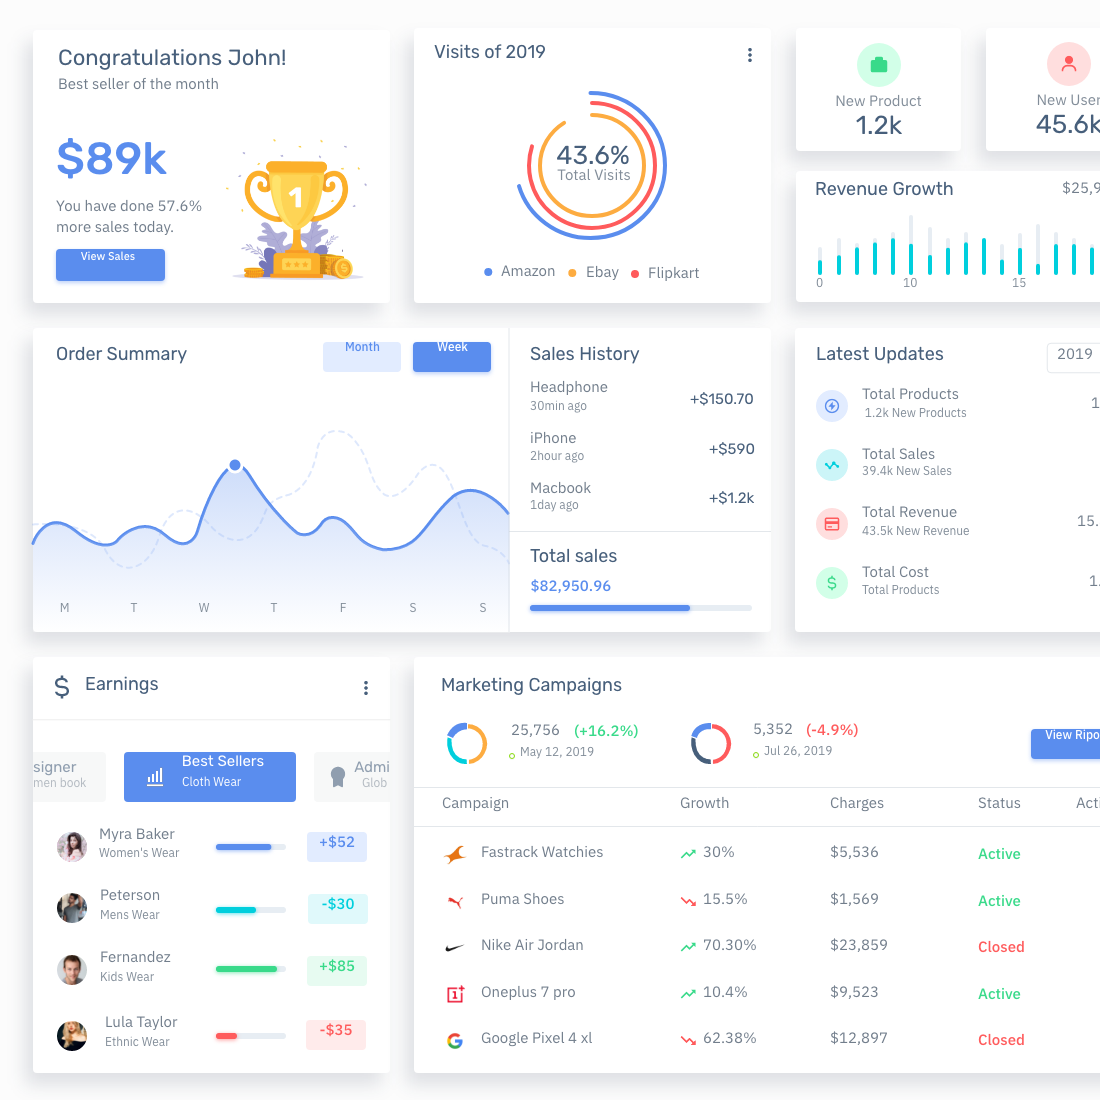 Congratulations John!
Best seller of the month
$89k
You have done 57.6%
more sales today.
View Sales
1
Visits of 2019
43.6%
Total Visits
Amazon Ebay Flipkart
New Product
1.2k
New User
45.6k
Revenue Growth $25,9
0 10 15
Order Summary
Month Week
M T W T F S S
Sales History
Headphone
30min ago
+$150.70
iPhone
2hour ago
+$590
Macbook
1day ago
+$1.2k
Total sales
$82,950.96
Latest Updates 2019
Total Products
1.2k New Products
1
Total Sales
39.4k New Sales
Total Revenue
43.5k New Revenue
15.
Total Cost
Total Products
1.
$ Earnings
signer
men book
Best Sellers
Cloth Wear
Admi
Glob
Myra Baker
Women's Wear
+$52
Peterson
Mens Wear
-$30
Fernandez
Kids Wear
+$85
Lula Taylor
Ethnic Wear
-$35
Marketing Campaigns
25,756 (+16.2%)
May 12, 2019
5,352 (-4.9%)
Jul 26, 2019
View Ripo
Campaign Growth Charges Status Acti
Fastrack Watchies 30% $5,536 Active
Puma Shoes 15.5% $1,569 Active
Nike Air Jordan 70.30% $23,859 Closed
Oneplus 7 pro 10.4% $9,523 Active
Google Pixel 4 xl 62.38% $12,897 Closed